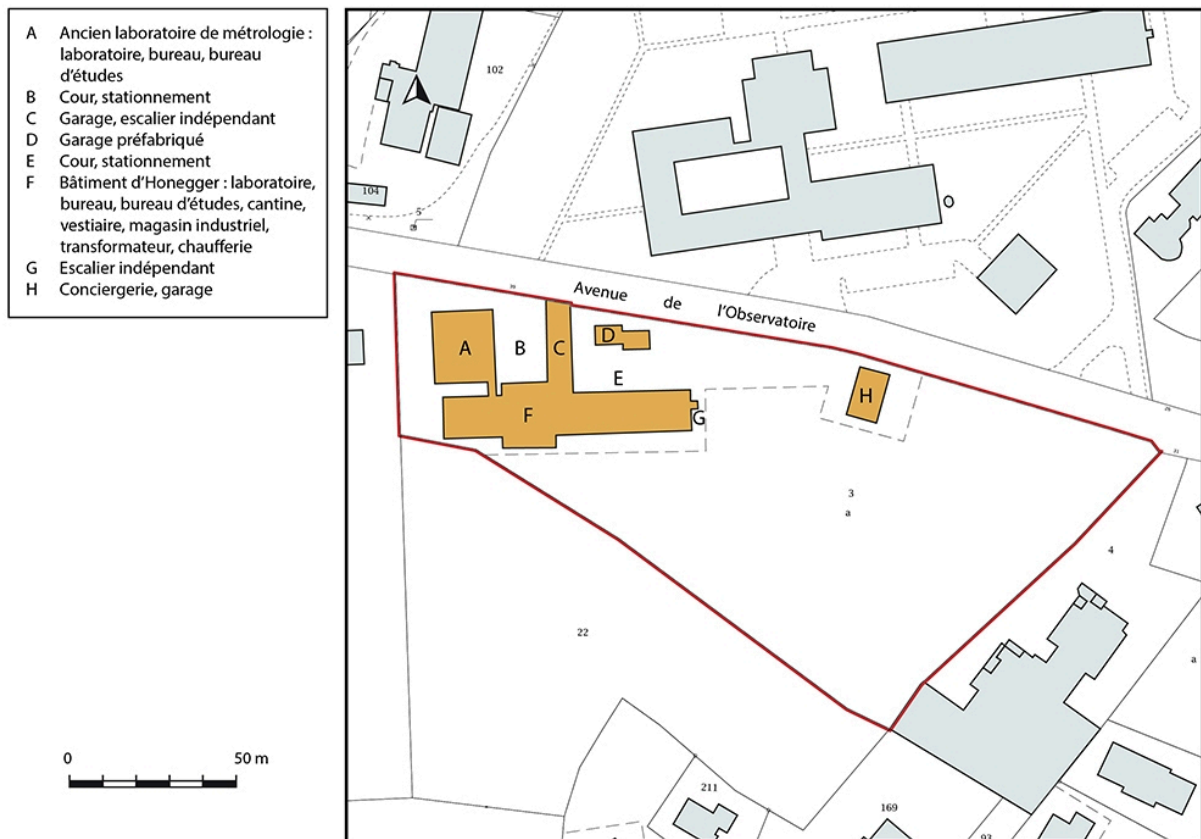 A Ancien laboratoire de métrologie :
laboratoire, bureau, bureau
d'études
B Cour, stationnement
C Garage, escalier indépendant
D Garage préfabriqué
E Cour, stationnement
F Bâtiment d'Honegger : laboratoire,
bureau, bureau d'études, cantine,
vestiaire, magasin industriel,
transformateur, chaufferie
G Escalier indépendant
H Conciergerie, garage
0 50 m
102
104
5
Avenue de l'Observatoire
A
B
C
D
E
F
G
H
3
a
4
22
a
211
169
93